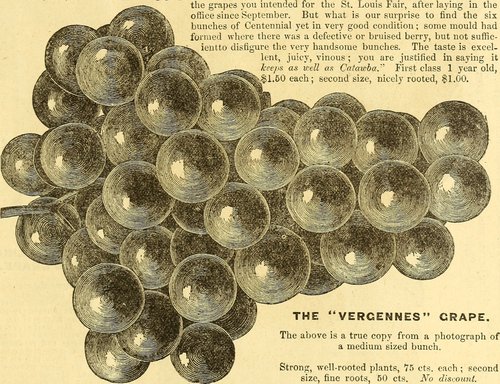 the grapes you intended for the St. Louis Fair, after laying in the
office since September. But what is our surprise to find the six
bunches of Centennial yet in very good condition; some mould had
formed where there was a defective or bruised berry, but not suffic-
ientto disfigure the very handsome bunches. The taste is excel-
lent, juicy, vinous; you are justified in saying it
keeps as well as Catawba." First class 1 year old,
$1.50 each; second size, nicely rooted, $1.00.
THE "VERGENNES" GRAPE.
The above is a true copy from a photograph of
a medium sized bunch.
Strong, well-rooted plants, 75 cts. each; second
size, fine roots, 50 cts. No discount.